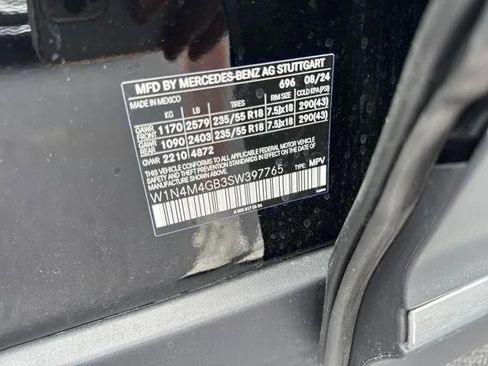 MFD BY MERCEDES-BENZ AG STUTTGART
MADE IN MEXICO 696 08/24
KG LB TIRES RIM SIZE COLD KPA (PSI)
GAWR FRONT 1170 2579 235/55 R18 7.5Jx18 290(43)
GAWR REAR 1090 2403 235/55 R18 7.5Jx18 290(43)
GVWR 2210 4872
THIS VEHICLE CONFORMS TO ALL APPLICABLE FEDERAL MOTOR VEHICLE
SAFETY, BUMPER, AND THEFT PREVENTION STANDARDS IN EFFECT ON THE
DATE OF MANUFACTURE SHOWN ABOVE.
W1N4M4GB3SW397765 TYPE: MPV